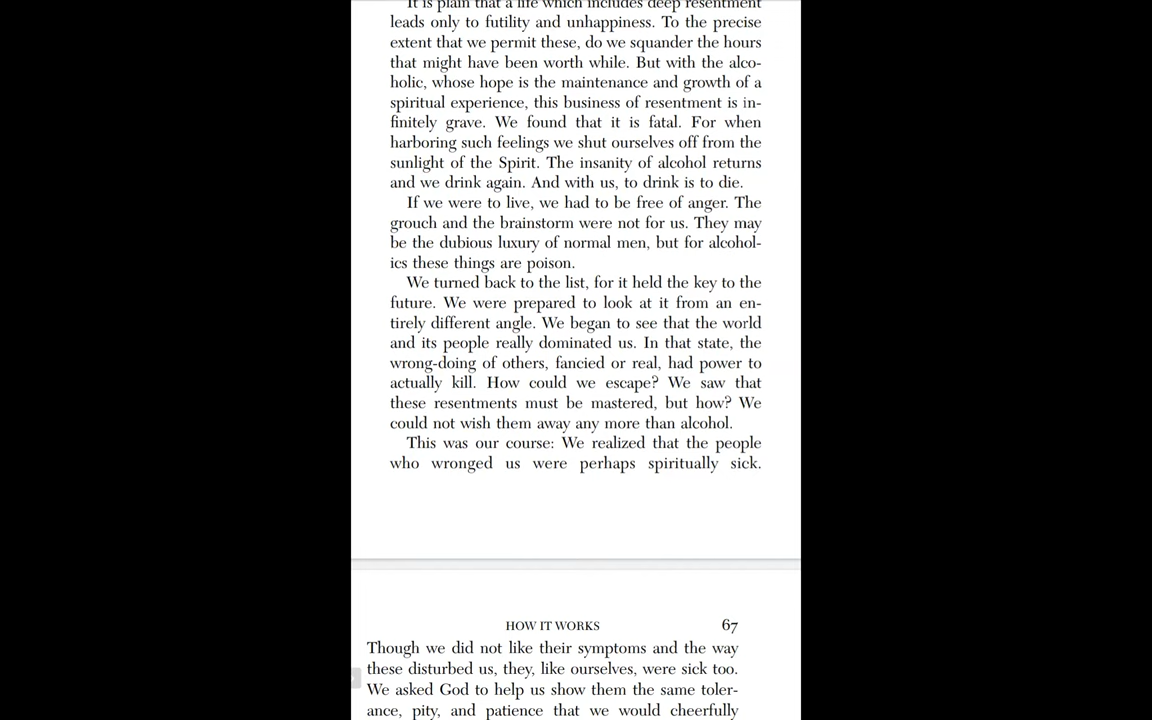 It is plain that a life which includes deep resentment
leads only to futility and unhappiness. To the precise
extent that we permit these, do we squander the hours
that might have been worth while. But with the alco-
holic, whose hope is the maintenance and growth of a
spiritual experience, this business of resentment is in-
finitely grave. We found that it is fatal. For when
harboring such feelings we shut ourselves off from the
sunlight of the Spirit. The insanity of alcohol returns
and we drink again. And with us, to drink is to die.
If we were to live, we had to be free of anger. The
grouch and the brainstorm were not for us. They may
be the dubious luxury of normal men, but for alcohol-
ics these things are poison.
We turned back to the list, for it held the key to the
future. We were prepared to look at it from an en-
tirely different angle. We began to see that the world
and its people really dominated us. In that state, the
wrong-doing of others, fancied or real, had power to
actually kill. How could we escape? We saw that
these resentments must be mastered, but how? We
could not wish them away any more than alcohol.
This was our course: We realized that the people
who wronged us were perhaps spiritually sick.
HOW IT WORKS 67
Though we did not like their symptoms and the way
these disturbed us, they, like ourselves, were sick too.
We asked God to help us show them the same toler-
ance, pity, and patience that we would cheerfully